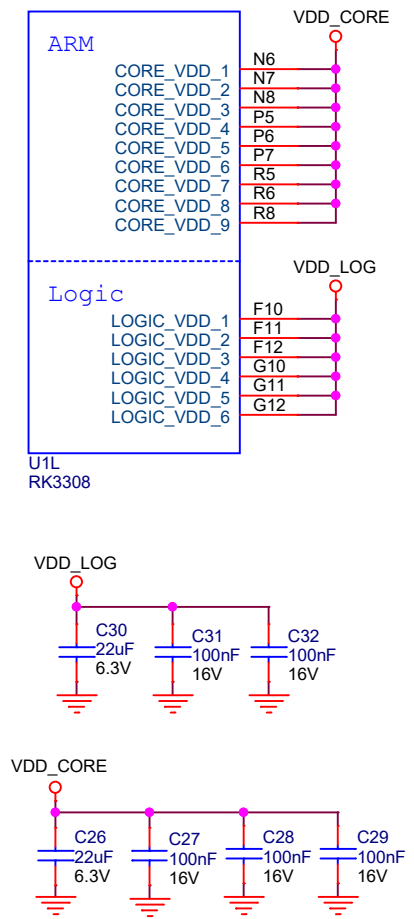 VDD_CORE
ARM
CORE_VDD_1 N6
CORE_VDD_2 N7
CORE_VDD_3 N8
CORE_VDD_4 P5
CORE_VDD_5 P6
CORE_VDD_6 P7
CORE_VDD_7 R5
CORE_VDD_8 R6
CORE_VDD_9 R8
VDD_LOG
Logic
LOGIC_VDD_1 F10
LOGIC_VDD_2 F11
LOGIC_VDD_3 F12
LOGIC_VDD_4 G10
LOGIC_VDD_5 G11
LOGIC_VDD_6 G12
U1L
RK3308
VDD_LOG
C30 C31 C32
22uF 100nF 100nF
6.3V 16V 16V
VDD_CORE
C26 C27 C28 C29
22uF 100nF 100nF 100nF
6.3V 16V 16V 16V